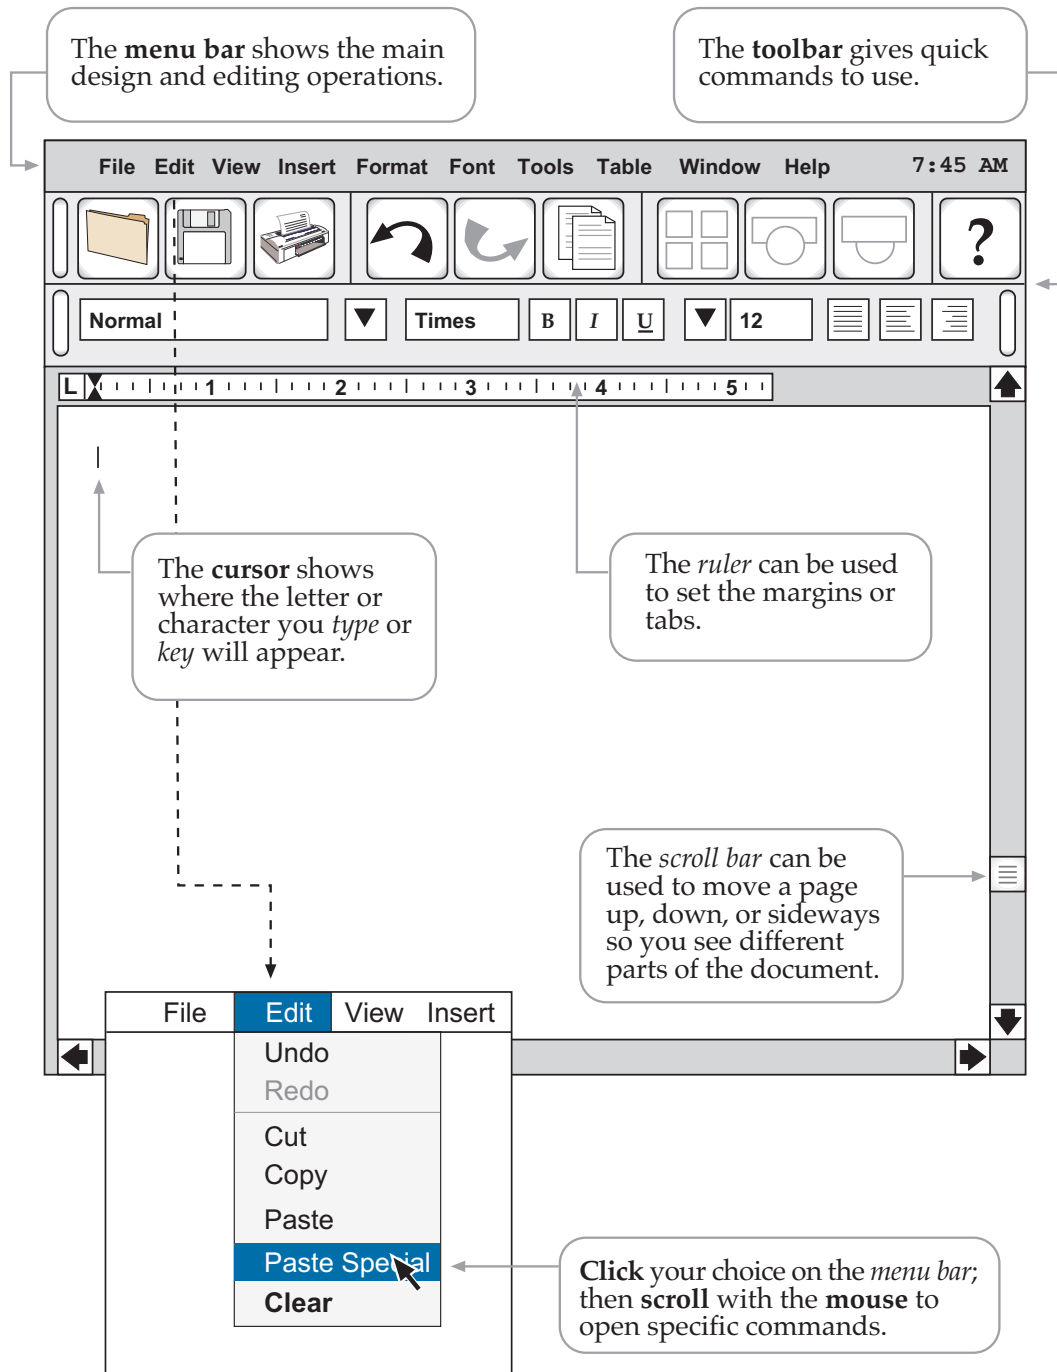 The menu bar shows the main
design and editing operations.
The toolbar gives quick
commands to use.
File Edit View Insert Format Font Tools Table Window Help 7:45 AM
?
Normal Times B I U 12
L 1 2 3 4 5
The cursor shows
where the letter or
character you type or
key will appear.
The ruler can be used
to set the margins or
tabs.
The scroll bar can be
used to move a page
up, down, or sideways
so you see different
parts of the document.
File Edit View Insert
Undo
Redo
Cut
Copy
Paste
Paste Special
Clear
Click your choice on the menu bar;
then scroll with the mouse to
open specific commands.